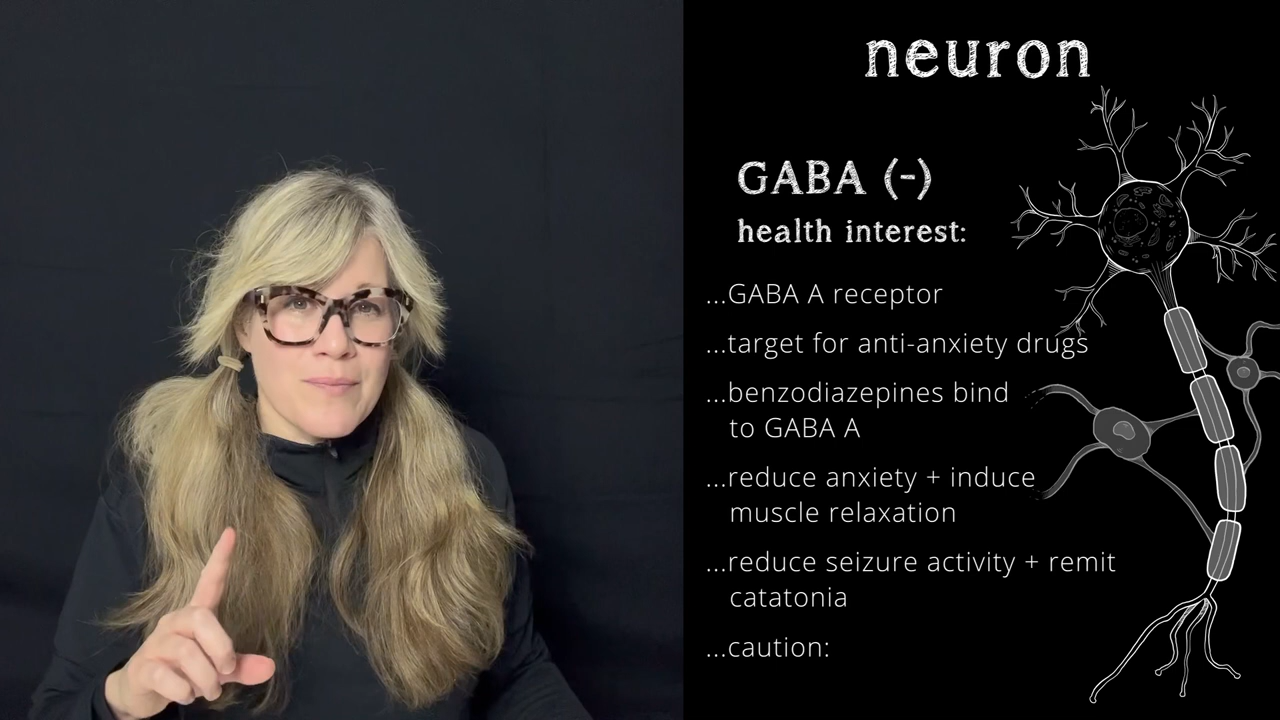 neuron
GABA (-)
health interest:
...GABA A receptor
...target for anti-anxiety drugs
...benzodiazepines bind
to GABA A
...reduce anxiety + induce
muscle relaxation
...reduce seizure activity + remit
catatonia
...caution: